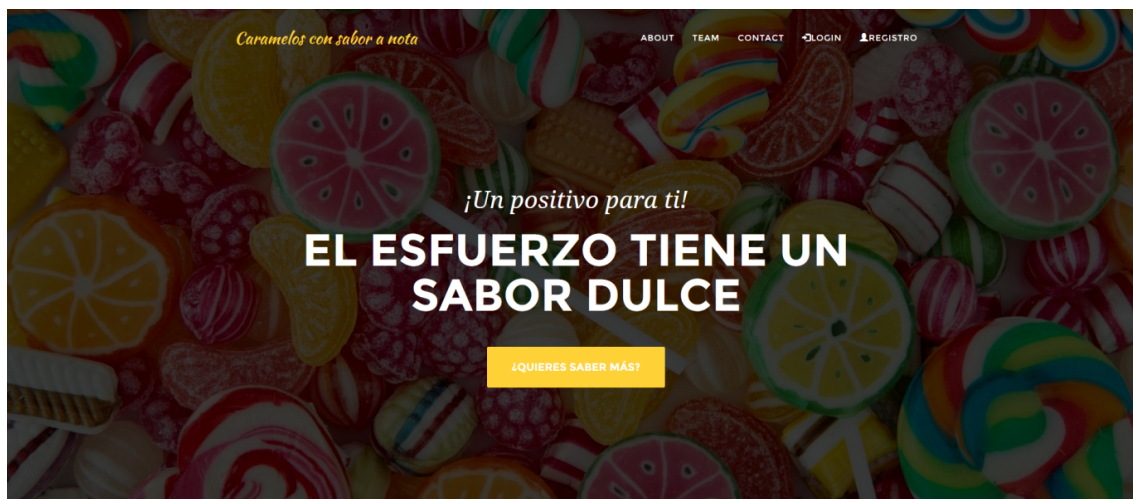 Caramelos con sabor a nota
ABOUT TEAM CONTACT LOGIN REGISTRO
¡Un positivo para ti!
EL ESFUERZO TIENE UN
SABOR DULCE
¿QUIERES SABER MÁS?